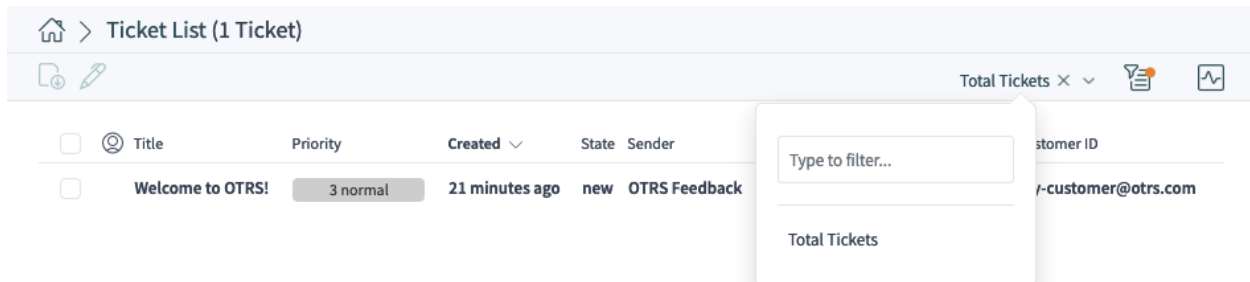 Ticket List (1 Ticket)
Total Tickets
Title Priority Created State Sender stomer ID
Type to filter...
Welcome to OTRS! 3 normal 21 minutes ago new OTRS Feedback y-customer@otrs.com
Total Tickets